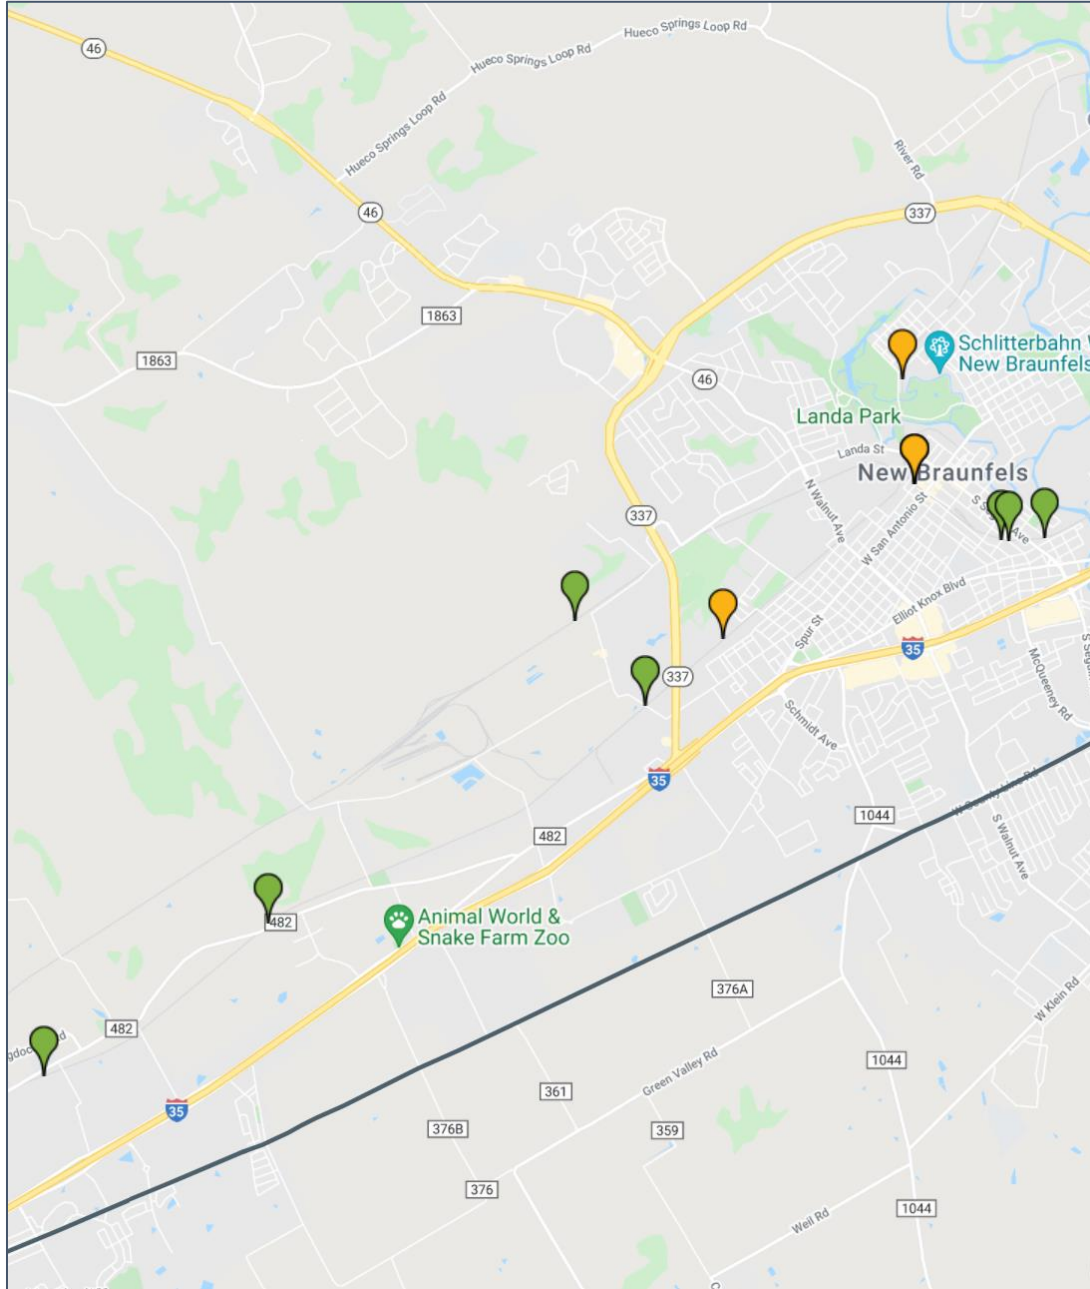 46
Hueco Springs Loop Rd
Hueco Springs Loop Rd
Hueco Springs Loop Rd
River Rd
46
337
1863
1863
46
Schlitterbahn
New Braunfels
Landa Park
Landa St
New Braunfels
N Walnut Ave
W San Antonio St
337
Elliot Knox Blvd
Spur St
35
337
McQueeney Rd
Schmidt Ave
35
1044
W County Line Rd
S Walnut Ave
482
482
Animal World &
Snake Farm Zoo
376A
W Klein Rd
482
1044
Green Valley Rd
361
35
376B
359
376
1044
Weil Rd